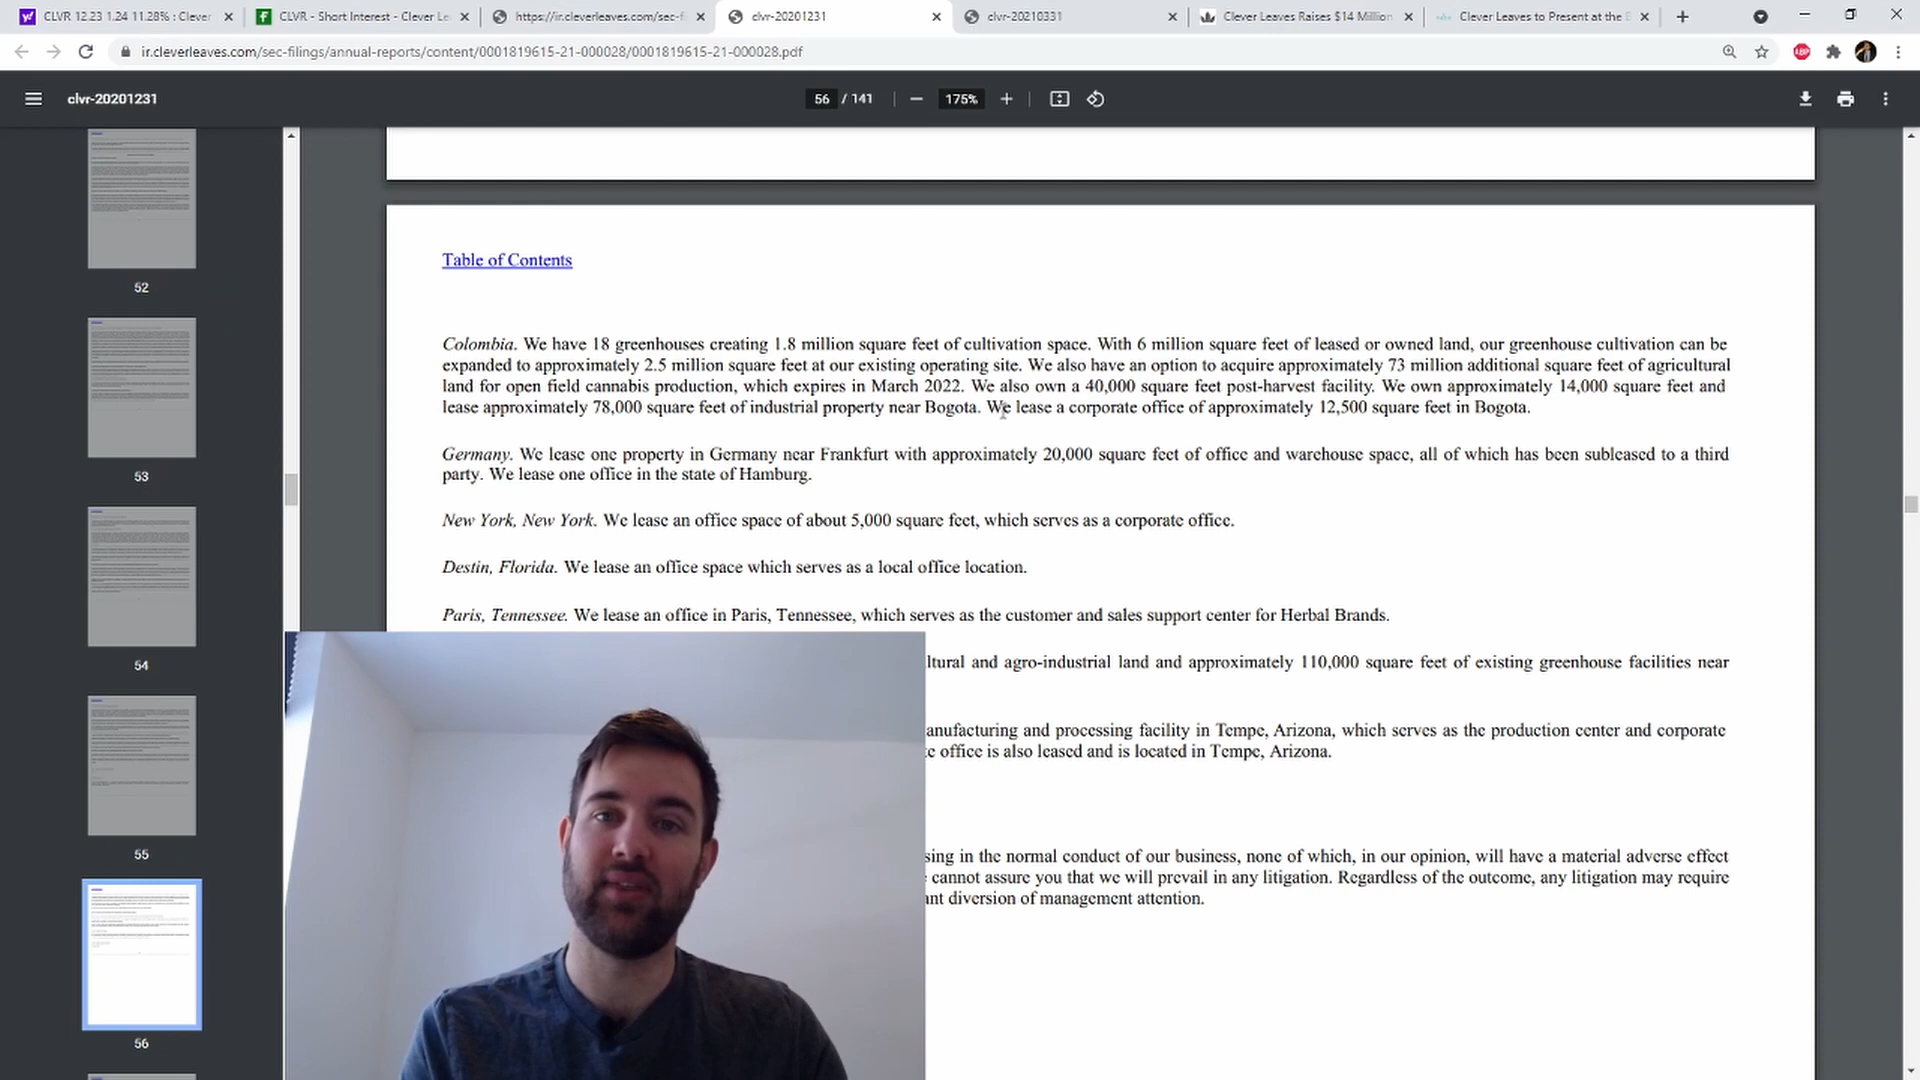 CLVR 12.23 1.24 11.28% : Clever
CLVR - Short Interest - Clever Le
https://ir.cleverleaves.com/sec-f
clvr-20201231
clvr-20210331
Clever Leaves Raises $14 Million
Clever Leaves to Present at the
ir.cleverleaves.com/sec-filings/annual-reports/content/0001819615-21-000028/0001819615-21-000028.pdf
clvr-20201231
56 / 141
175%
52
53
54
55
56
Table of Contents
Colombia. We have 18 greenhouses creating 1.8 million square feet of cultivation space. With 6 million square feet of leased or owned land, our greenhouse cultivation can be
expanded to approximately 2.5 million square feet at our existing operating site. We also have an option to acquire approximately 73 million additional square feet of agricultural
land for open field cannabis production, which expires in March 2022. We also own a 40,000 square feet post-harvest facility. We own approximately 14,000 square feet and
lease approximately 78,000 square feet of industrial property near Bogota. We lease a corporate office of approximately 12,500 square feet in Bogota.
Germany. We lease one property in Germany near Frankfurt with approximately 20,000 square feet of office and warehouse space, all of which has been subleased to a third
party. We lease one office in the state of Hamburg.
New York, New York. We lease an office space of about 5,000 square feet, which serves as a corporate office.
Destin, Florida. We lease an office space which serves as a local office location.
Paris, Tennessee. We lease an office in Paris, Tennessee, which serves as the customer and sales support center for Herbal Brands.
ltural and agro-industrial land and approximately 110,000 square feet of existing greenhouse facilities near
anufacturing and processing facility in Tempe, Arizona, which serves as the production center and corporate
e office is also leased and is located in Tempe, Arizona.
sing in the normal conduct of our business, none of which, in our opinion, will have a material adverse effect
cannot assure you that we will prevail in any litigation. Regardless of the outcome, any litigation may require
ant diversion of management attention.